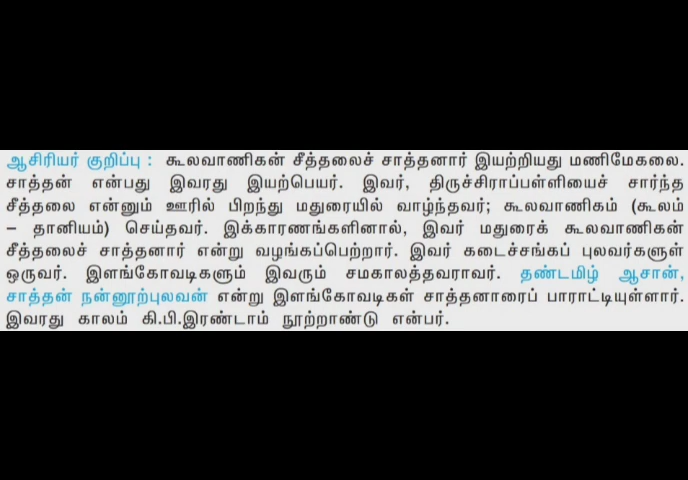 ஆசிரியர் குறிப்பு : கூலவாணிகன் சீத்தலைச் சாத்தனார் இயற்றியது மணிமேகலை.
சாத்தன் என்பது இவரது இயற்பெயர். இவர், திருச்சிராப்பள்ளியைச் சார்ந்த
சீத்தலை என்னும் ஊரில் பிறந்து மதுரையில் வாழ்ந்தவர்; கூலவாணிகம் (கூலம்
– தானியம்) செய்தவர். இக்காரணங்களினால், இவர் மதுரைக் கூலவாணிகன்
சீத்தலைச் சாத்தனார் என்று வழங்கப்பெற்றார். இவர் கடைச்சங்கப் புலவர்களுள்
ஒருவர். இளங்கோவடிகளும் இவரும் சமகாலத்தவராவர். தண்டமிழ் ஆசான்,
சாத்தன் நன்னூற்புலவன் என்று இளங்கோவடிகள் சாத்தனாரைப் பாராட்டியுள்ளார்.
இவரது காலம் கி.பி.இரண்டாம் நூற்றாண்டு என்பர்.